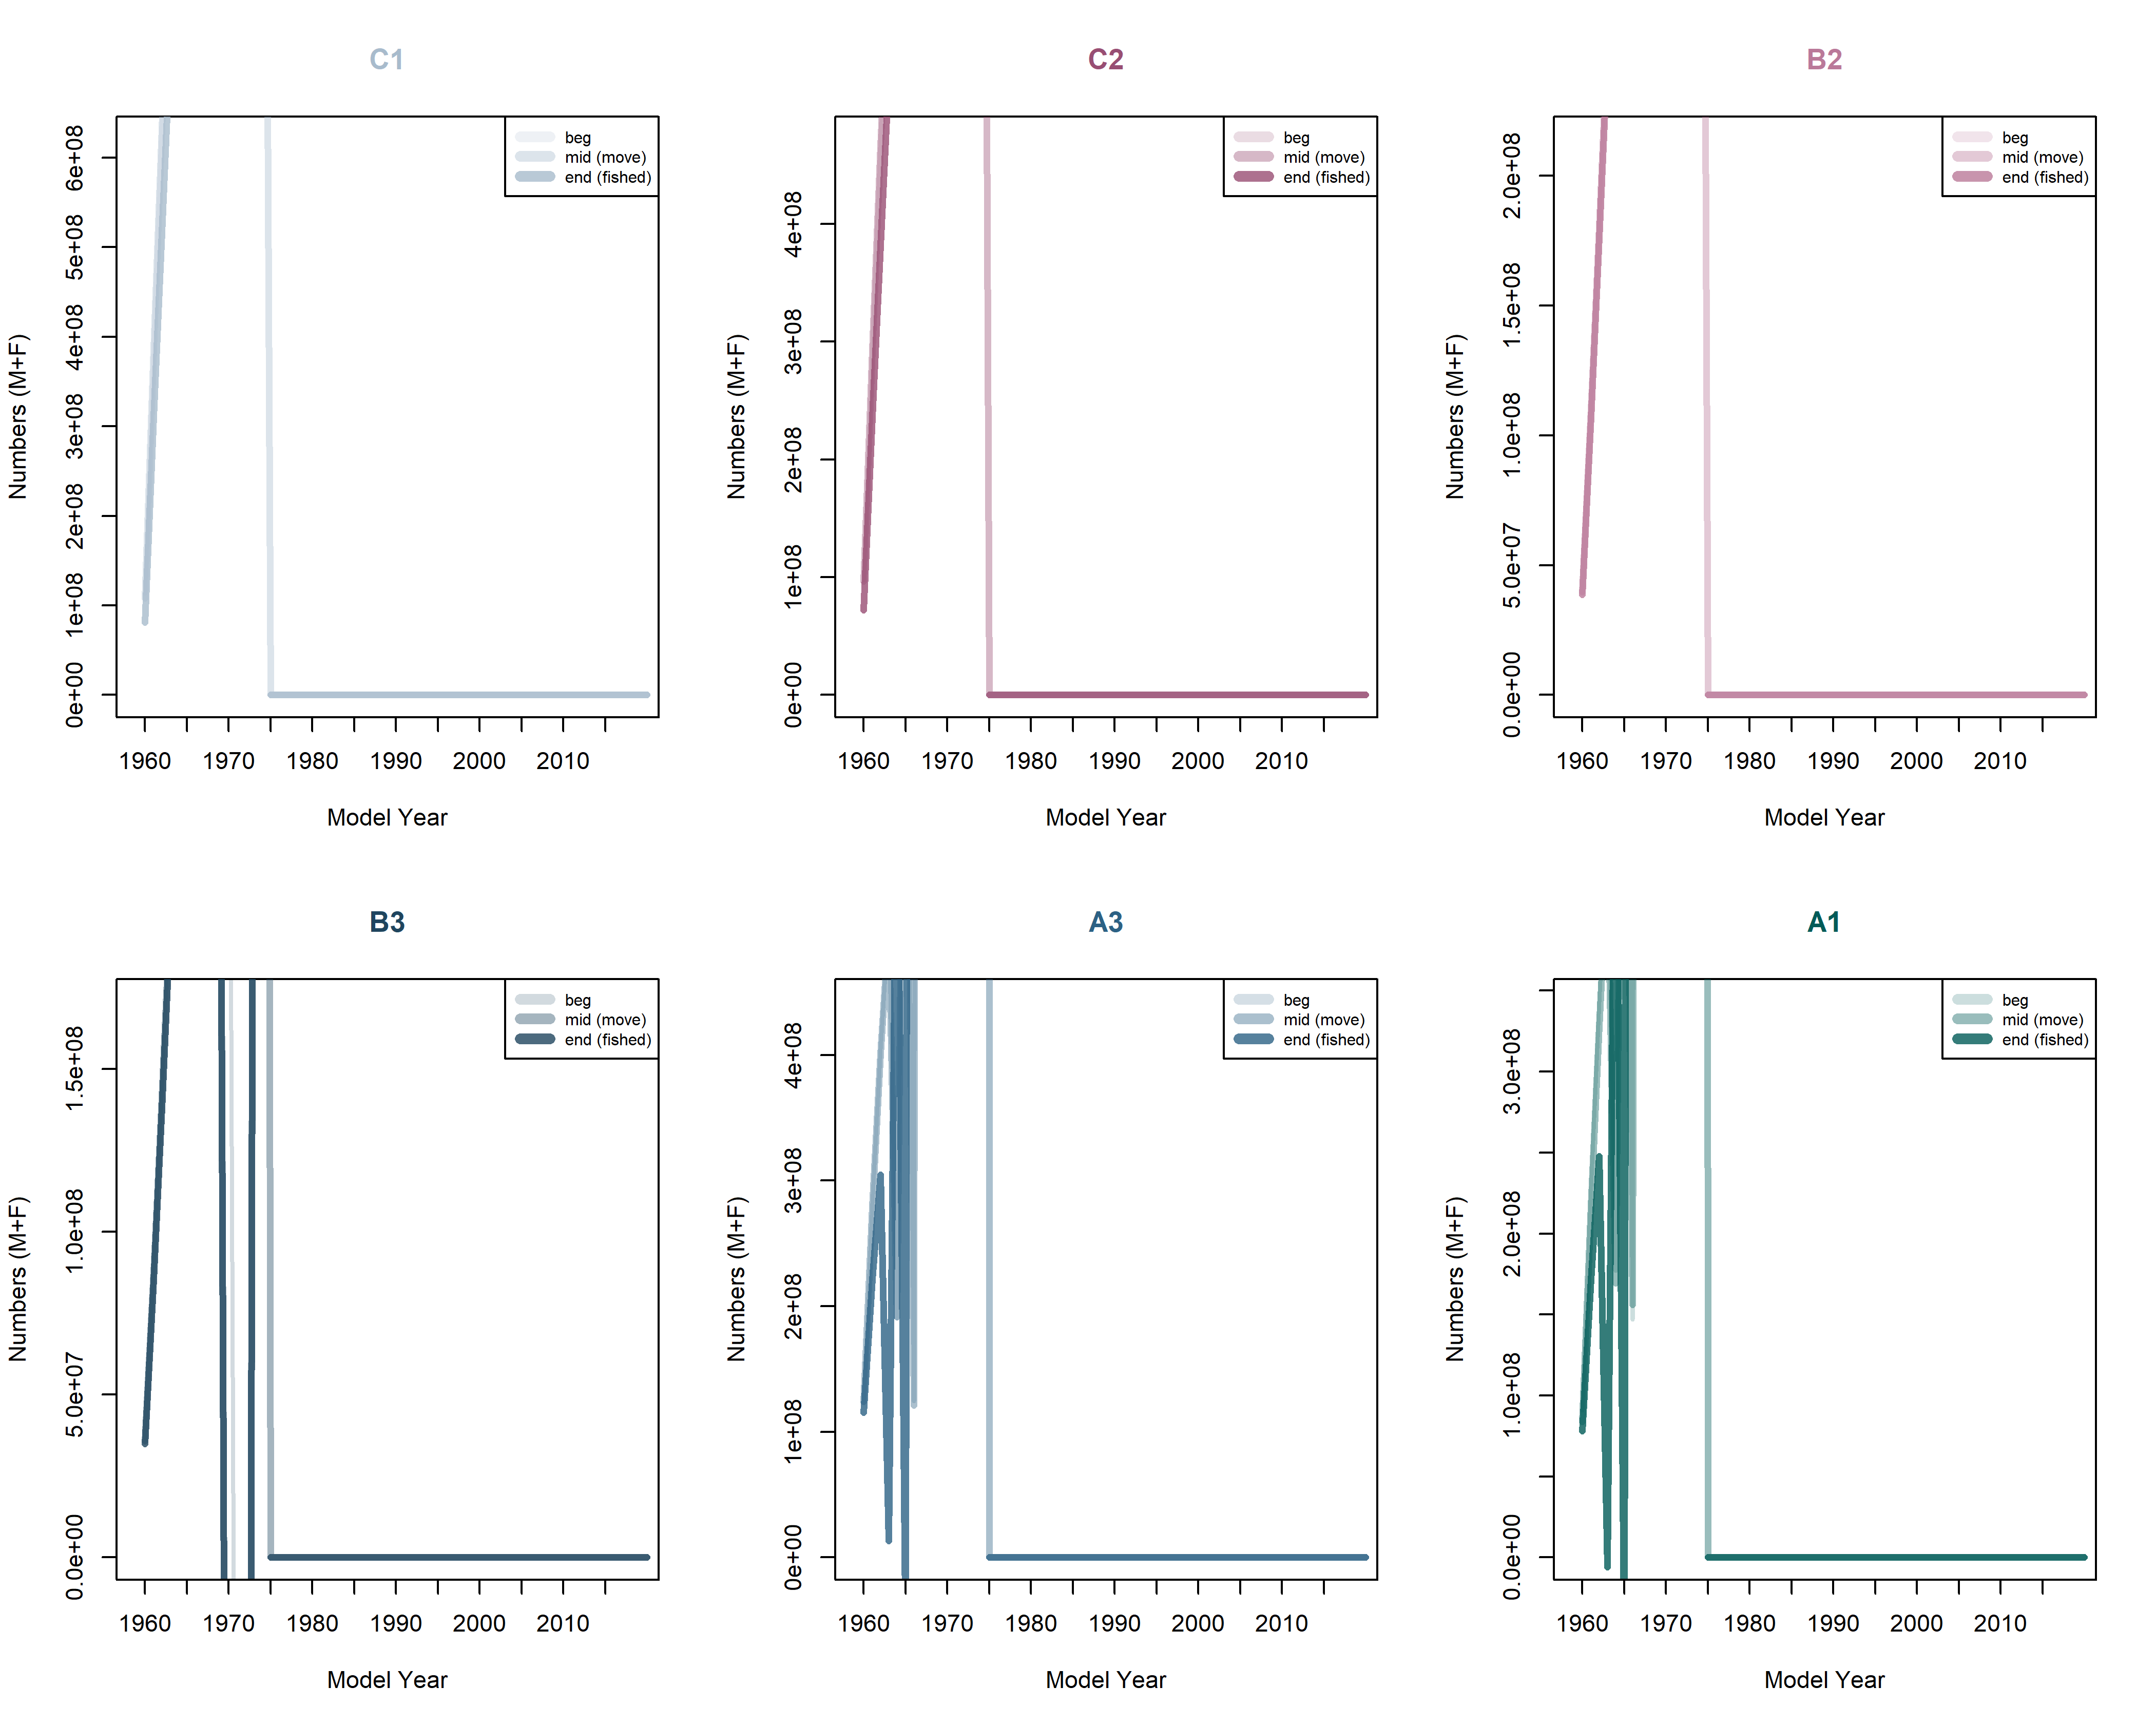 C1
Numbers (M+F)
6e+08
5e+08
4e+08
3e+08
2e+08
1e+08
0e+00
beg
mid (move)
end (fished)
1960 1970 1980 1990 2000 2010
Model Year
C2
Numbers (M+F)
4e+08
3e+08
2e+08
1e+08
0e+00
beg
mid (move)
end (fished)
1960 1970 1980 1990 2000 2010
Model Year
B2
Numbers (M+F)
2.0e+08
1.5e+08
1.0e+08
5.0e+07
0.0e+00
beg
mid (move)
end (fished)
1960 1970 1980 1990 2000 2010
Model Year
B3
Numbers (M+F)
1.5e+08
1.0e+08
5.0e+07
0.0e+00
beg
mid (move)
end (fished)
1960 1970 1980 1990 2000 2010
Model Year
A3
Numbers (M+F)
4e+08
3e+08
2e+08
1e+08
0e+00
beg
mid (move)
end (fished)
1960 1970 1980 1990 2000 2010
Model Year
A1
Numbers (M+F)
3.0e+08
2.0e+08
1.0e+08
0.0e+00
beg
mid (move)
end (fished)
1960 1970 1980 1990 2000 2010
Model Year